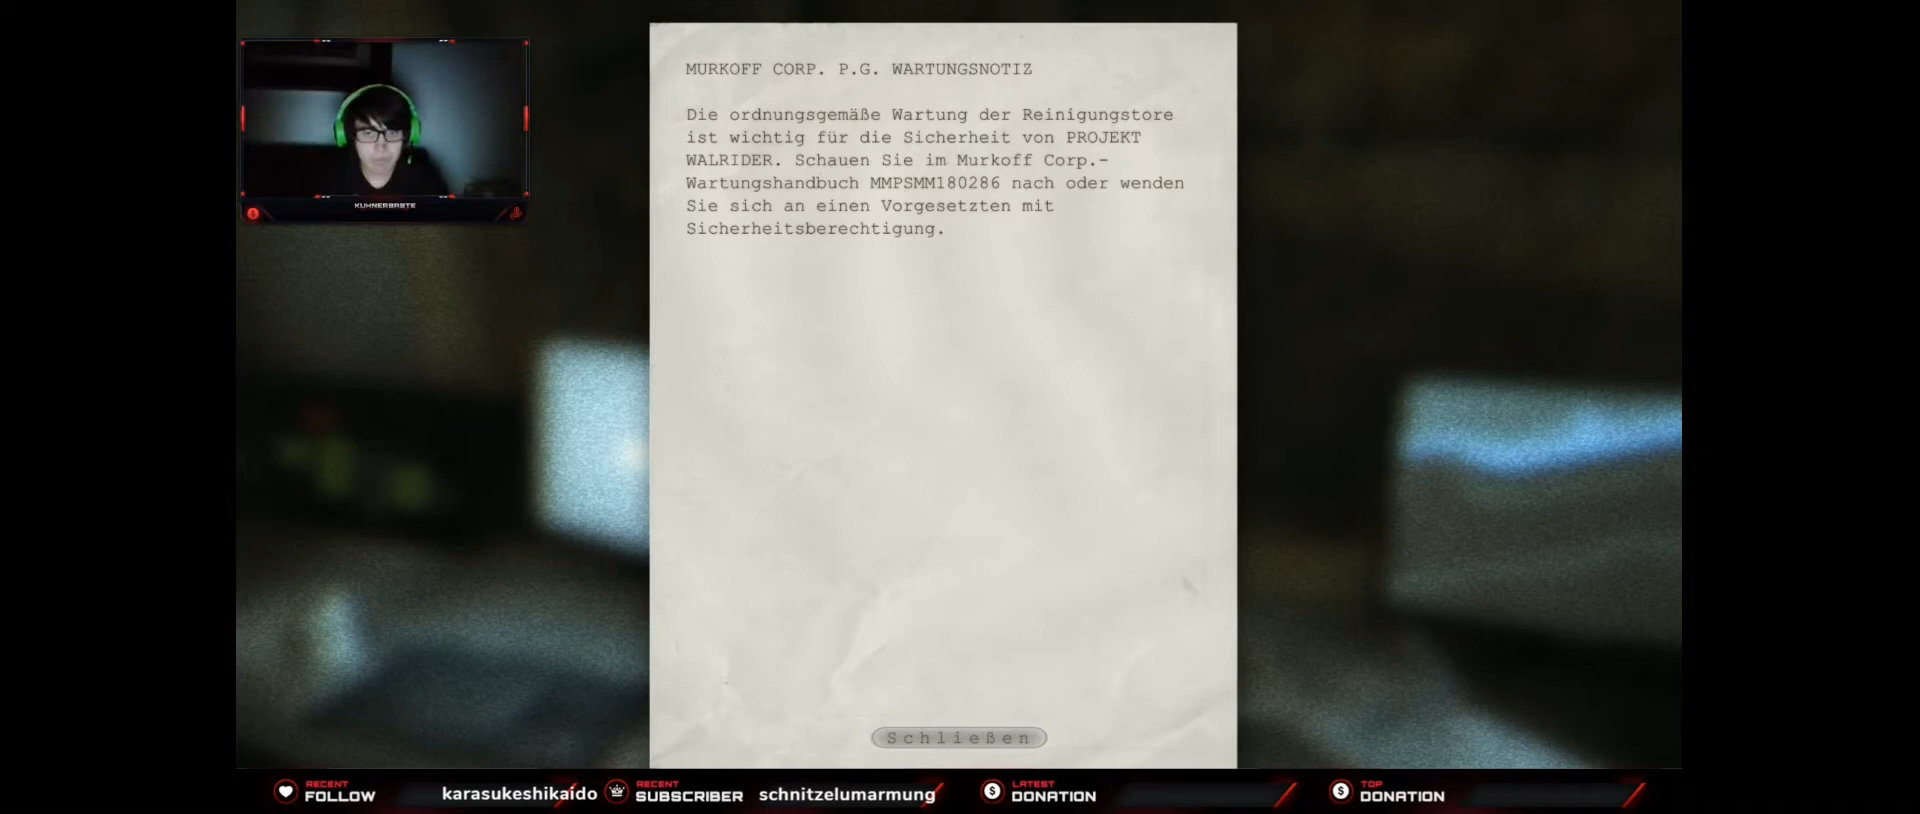 MURKOFF CORP. P.G. WARTUNGSNOTIZ
Die ordnungsgemäße Wartung der Reinigungstore
ist wichtig für die Sicherheit von PROJEKT
WALRIDER. Schauen Sie im Murkoff Corp.-
Wartungshandbuch MMPSMM180286 nach oder wenden
Sie sich an einen Vorgesetzten mit
Sicherheitsberechtigung.
Schließen
KUHNERBABTE
RECENT
FOLLOW
karasukeshikaido
RECENT
SUBSCRIBER
schnitzelumarmung
LATEST
DONATION
TOP
DONATION